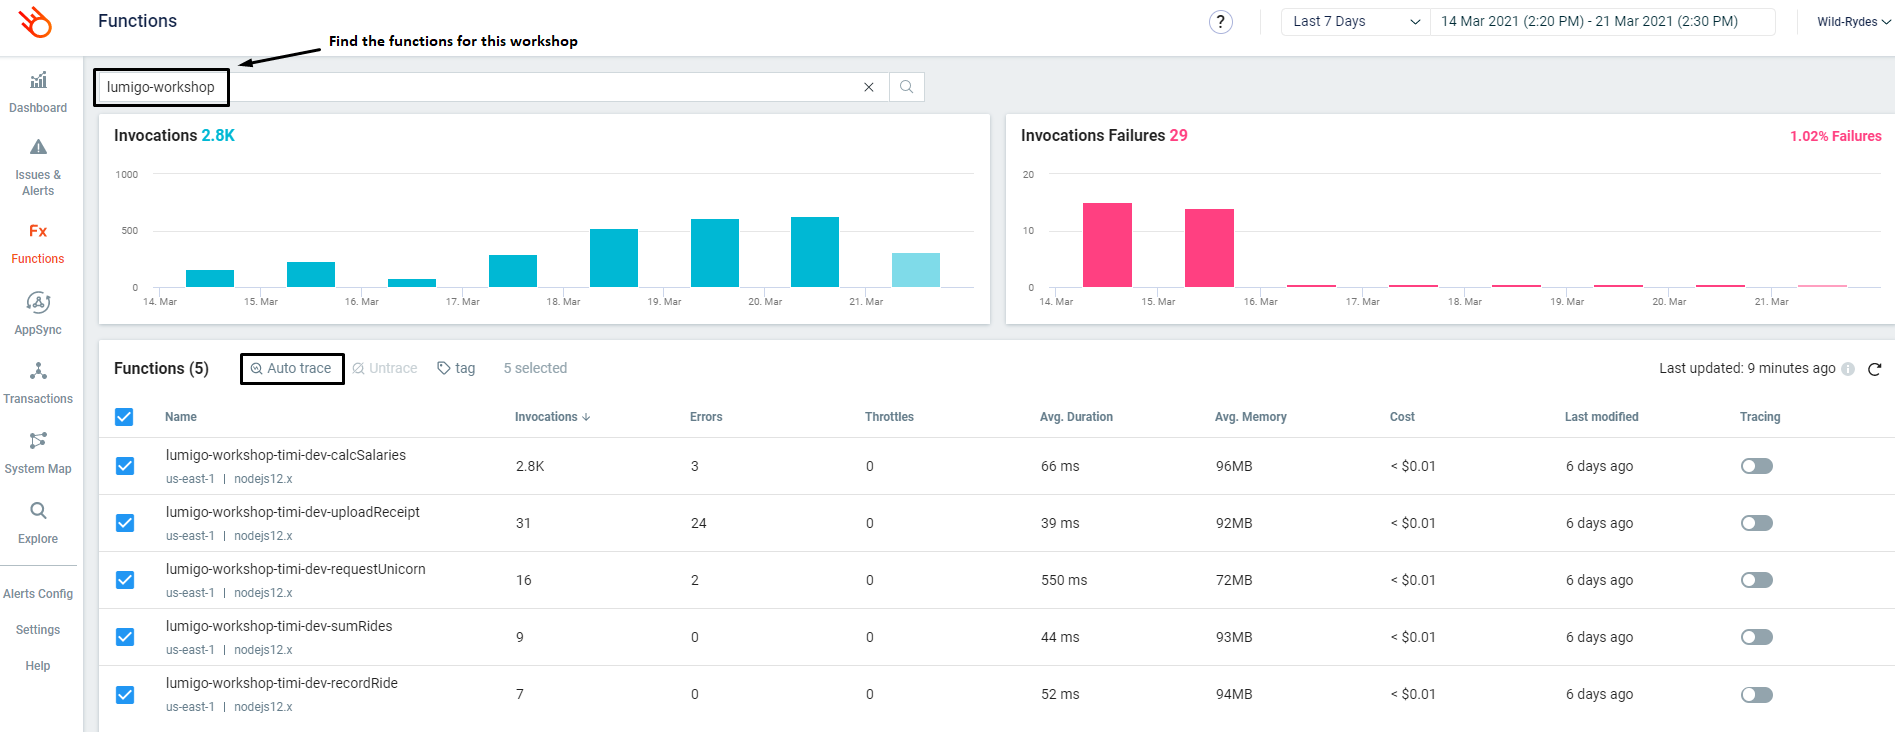 Functions
?
Last 7 Days
14 Mar 2021 (2:20 PM) - 21 Mar 2021 (2:30 PM)
Wild-Rydes
Find the functions for this workshop
lumigo-workshop
Dashboard
Issues &
Alerts
Fx
Functions
AppSync
Transactions
System Map
Explore
Alerts Config
Settings
Help
Invocations 2.8K
1000
500
0
14. Mar 15. Mar 16. Mar 17. Mar 18. Mar 19. Mar 20. Mar 21. Mar
Invocations Failures 29
1.02% Failures
20
10
0
14. Mar 15. Mar 16. Mar 17. Mar 18. Mar 19. Mar 20. Mar 21. Mar
Functions (5) Auto trace Untrace tag 5 selected
Last updated: 9 minutes ago
Name Invocations Errors Throttles Avg. Duration Avg. Memory Cost Last modified Tracing
lumigo-workshop-timi-dev-calcSalaries
us-east-1 | nodejs12.x
2.8K 3 0 66 ms 96MB < $0.01 6 days ago
lumigo-workshop-timi-dev-uploadReceipt
us-east-1 | nodejs12.x
31 24 0 39 ms 92MB < $0.01 6 days ago
lumigo-workshop-timi-dev-requestUnicorn
us-east-1 | nodejs12.x
16 2 0 550 ms 72MB < $0.01 6 days ago
lumigo-workshop-timi-dev-sumRides
us-east-1 | nodejs12.x
9 0 0 44 ms 93MB < $0.01 6 days ago
lumigo-workshop-timi-dev-recordRide
us-east-1 | nodejs12.x
7 0 0 52 ms 94MB < $0.01 6 days ago